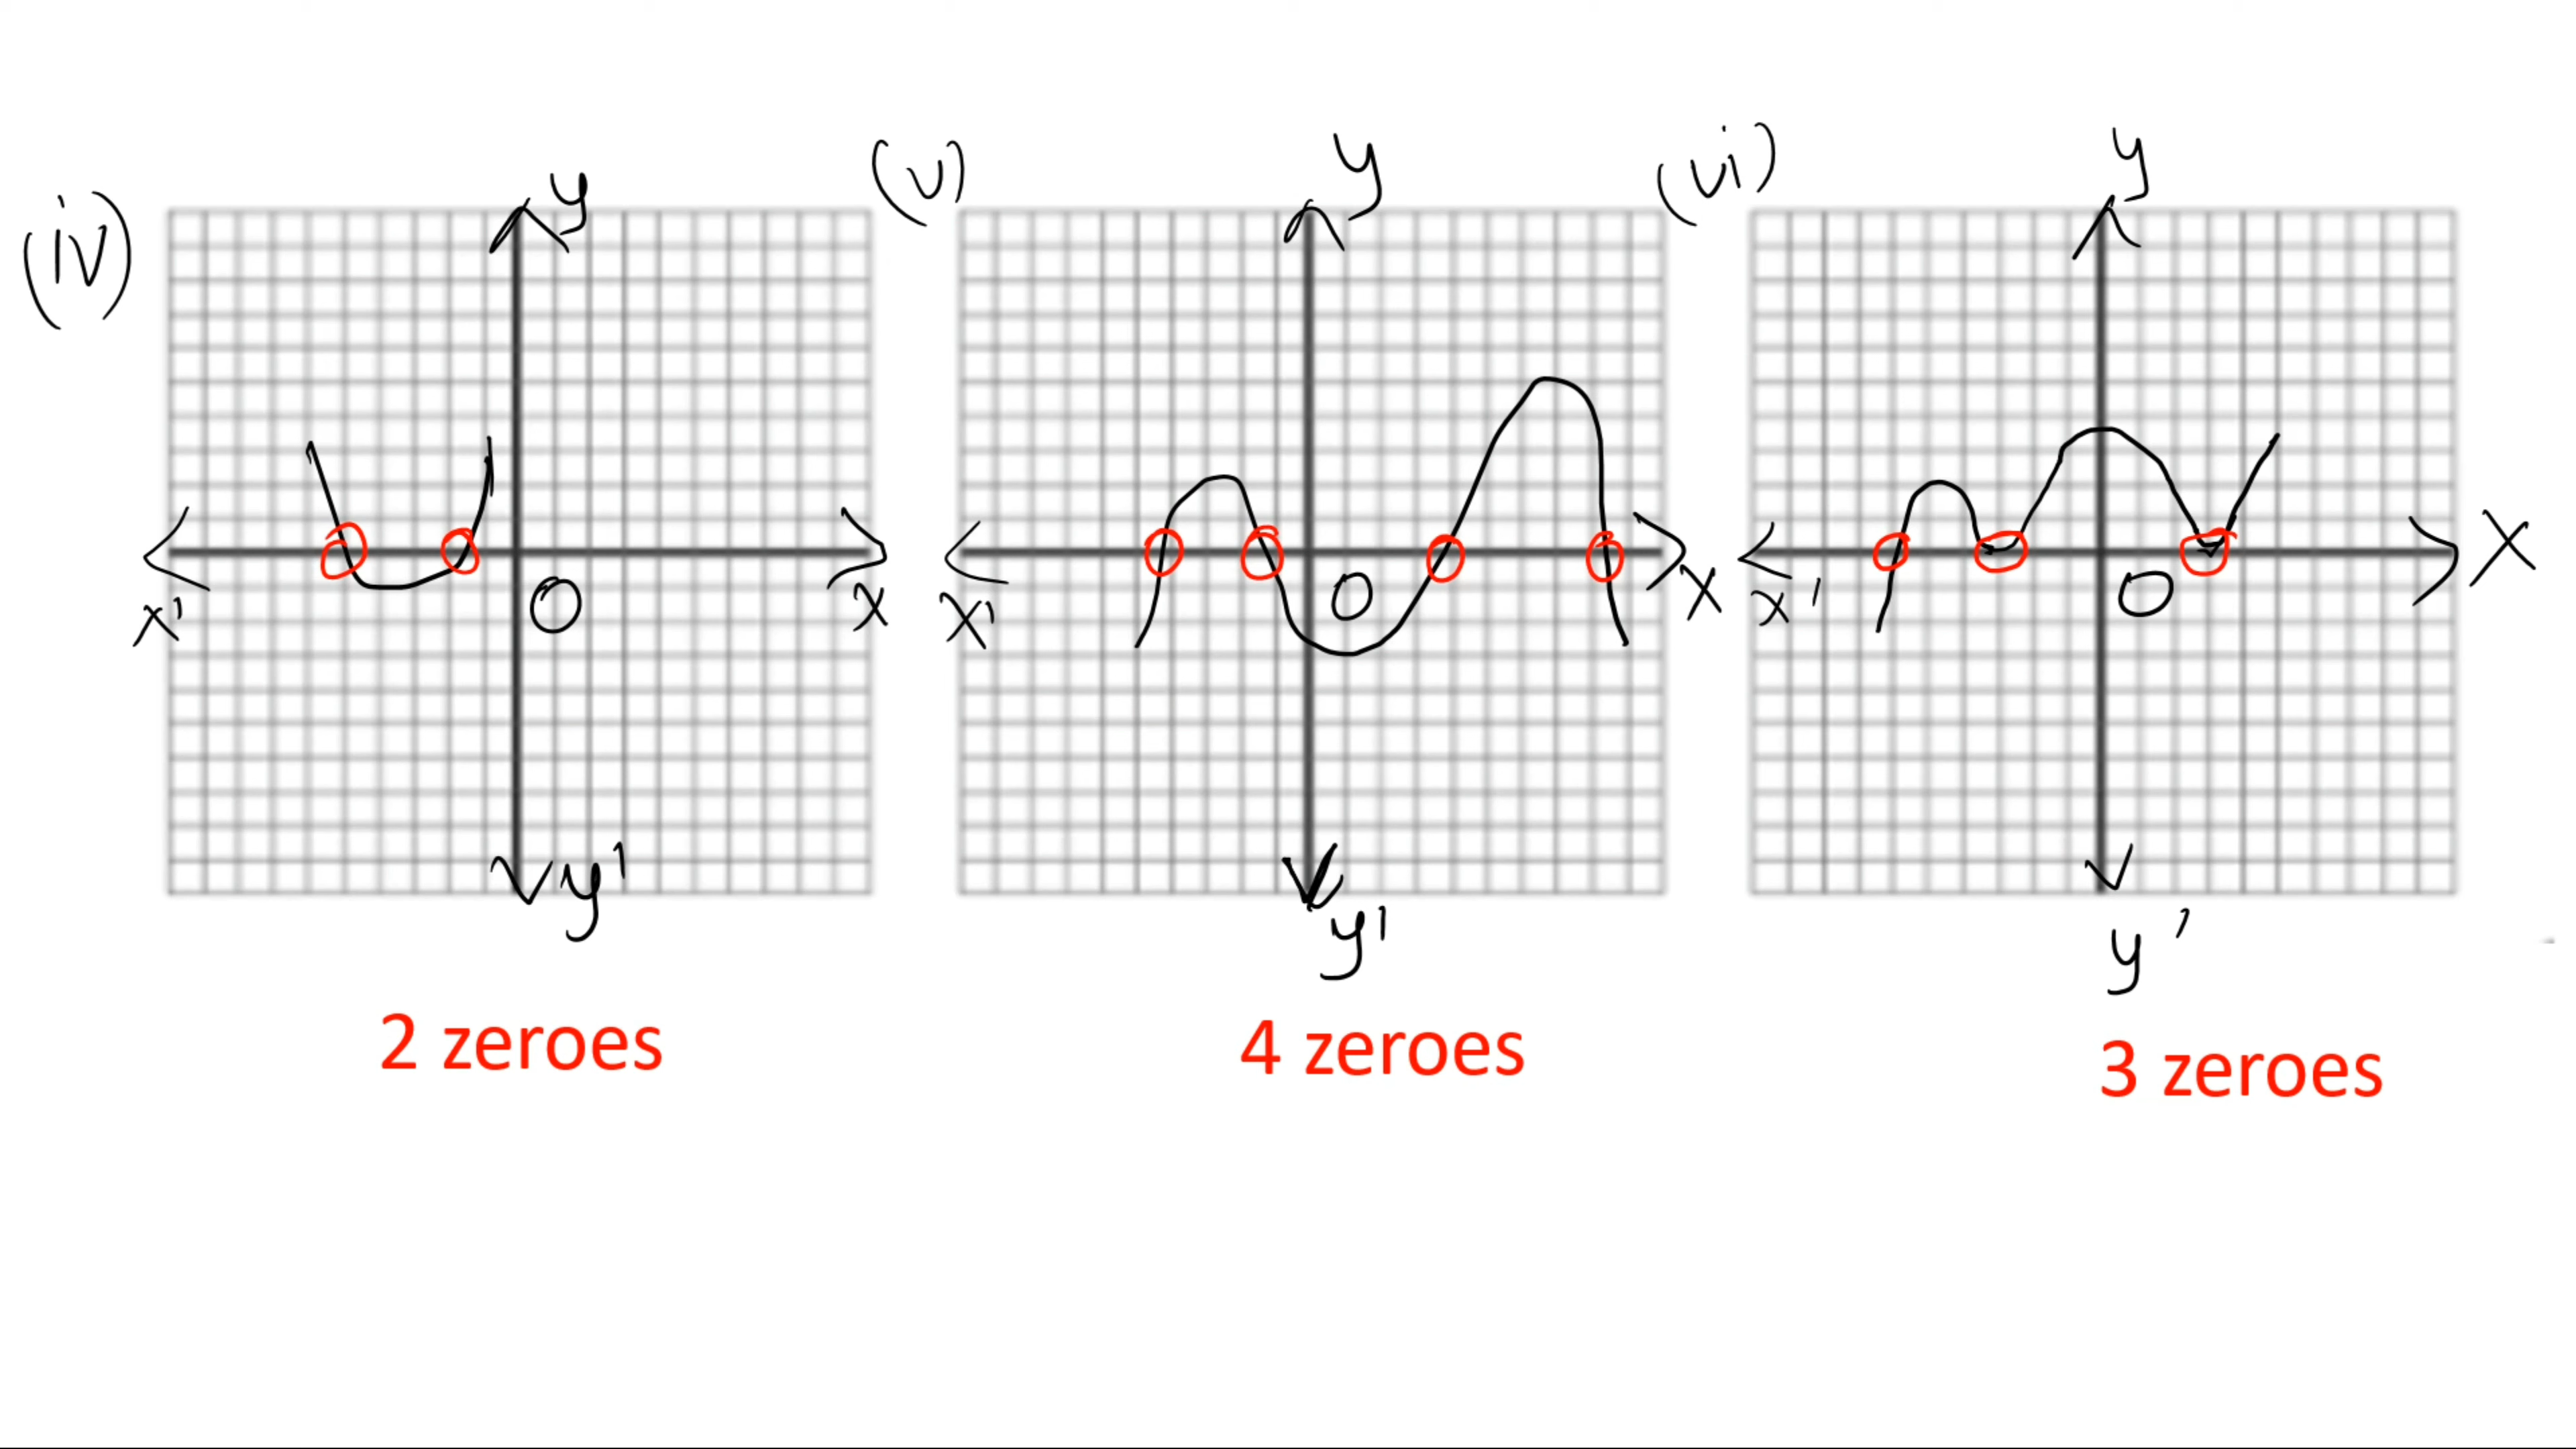 (iv)
y
x'
O
x
y'
2 zeroes
(v)
y
x'
O
x
y'
4 zeroes
(vi)
y
x'
O
x
y'
3 zeroes